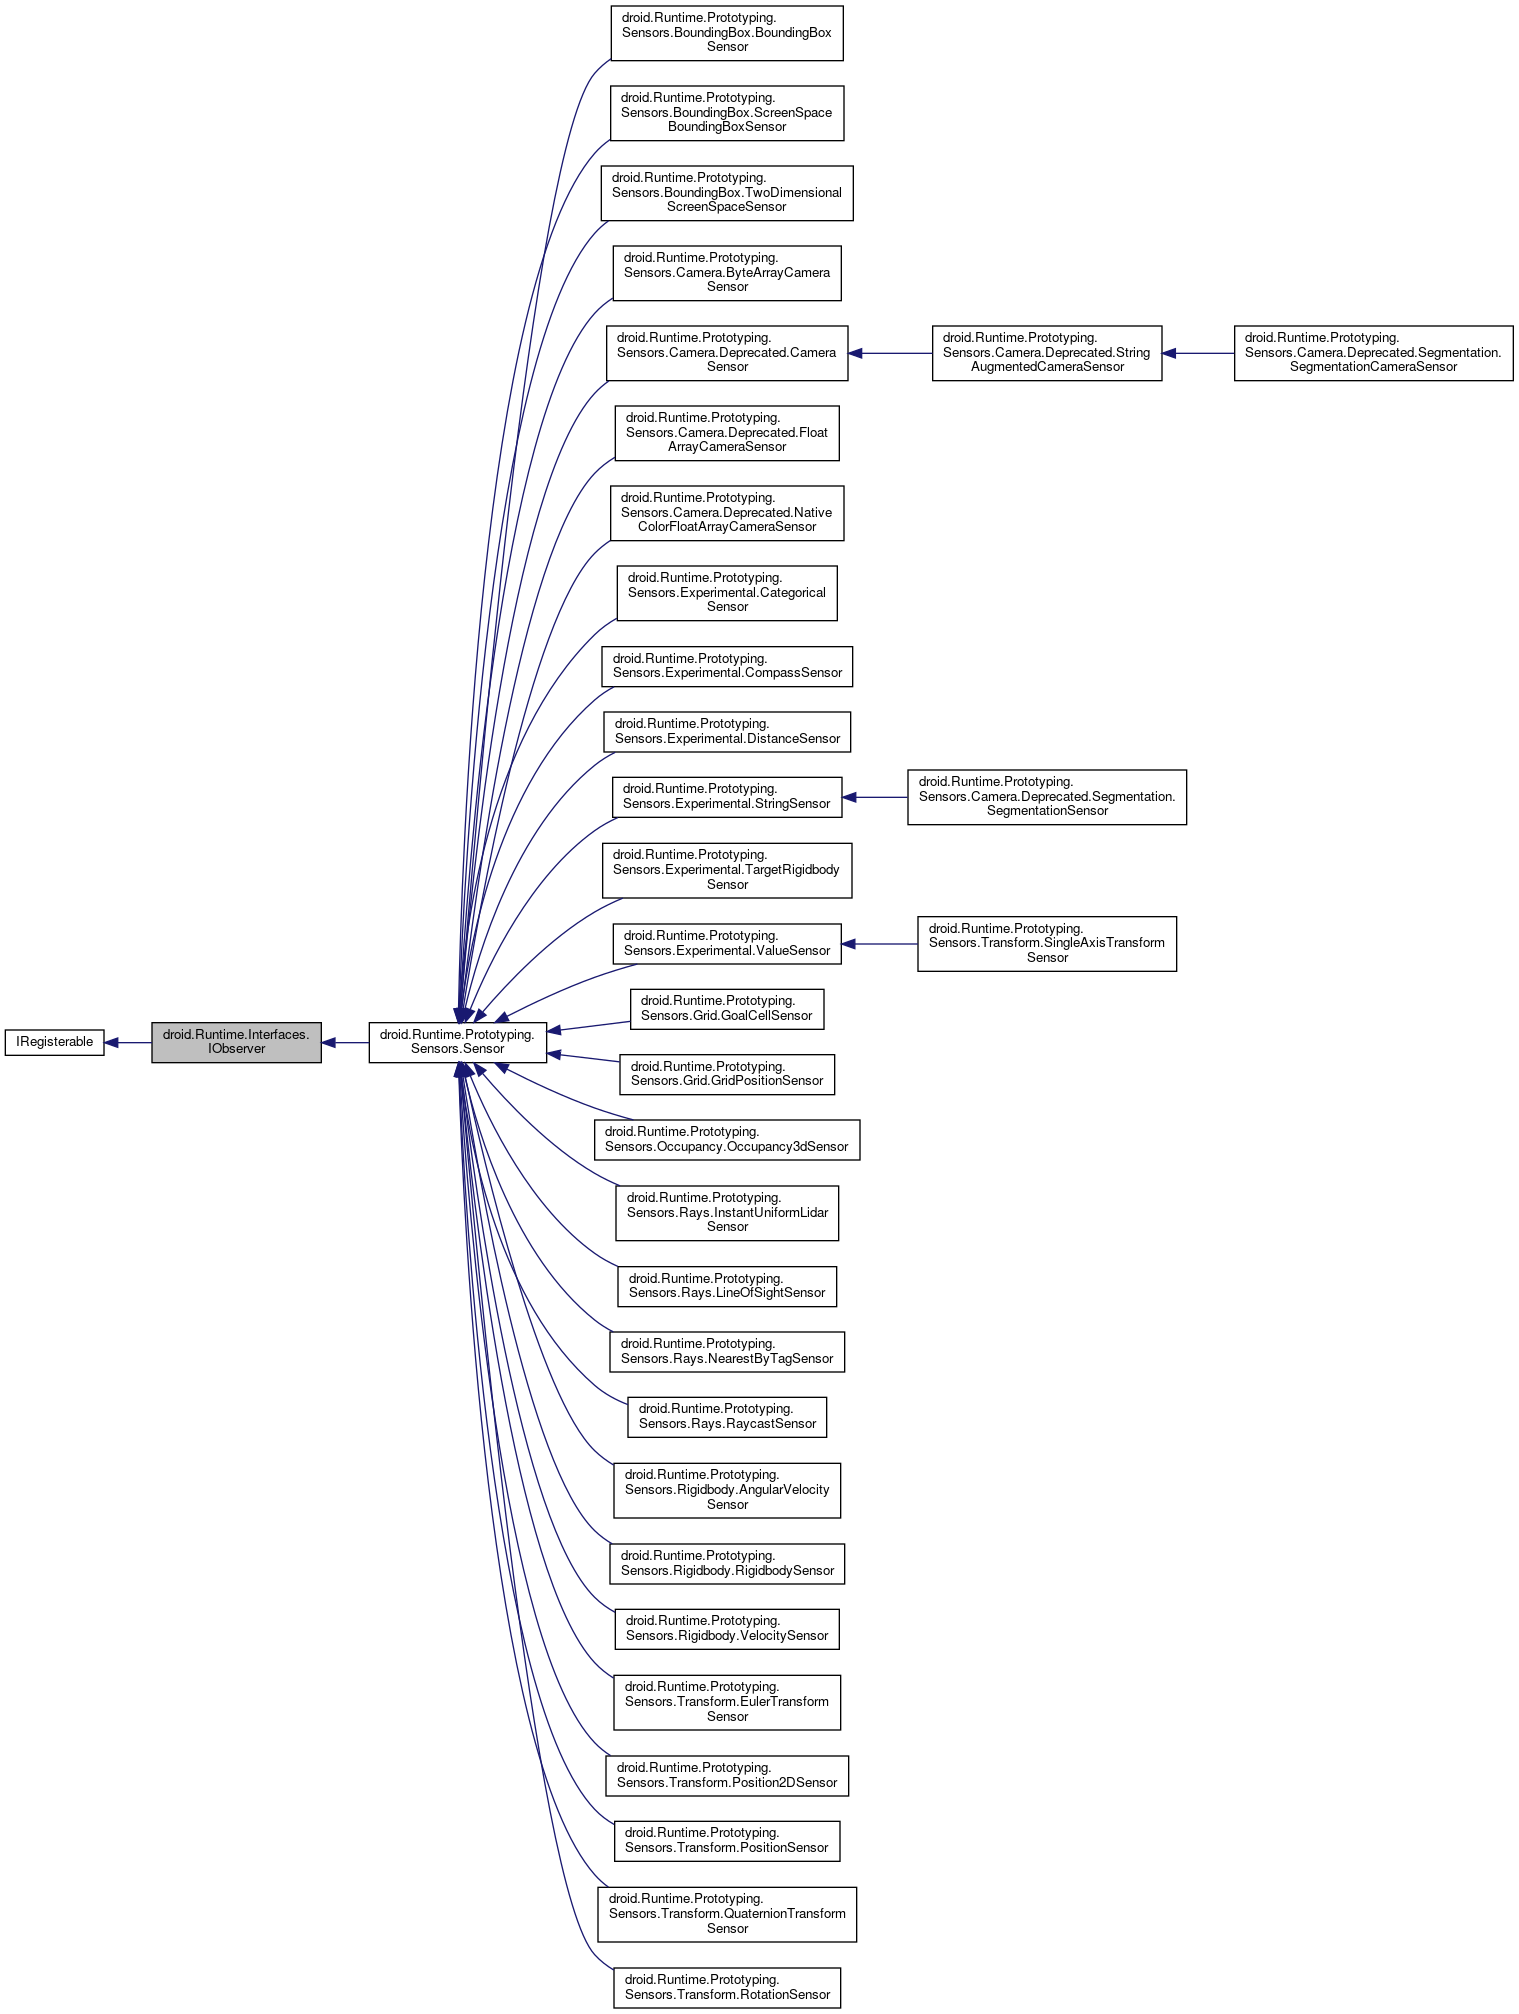 droid.Runtime.Prototyping.
Sensors.BoundingBox.BoundingBox
Sensor
droid.Runtime.Prototyping.
Sensors.BoundingBox.ScreenSpace
BoundingBoxSensor
droid.Runtime.Prototyping.
Sensors.BoundingBox.TwoDimensional
ScreenSpaceSensor
droid.Runtime.Prototyping.
Sensors.Camera.ByteArrayCamera
Sensor
droid.Runtime.Prototyping.
Sensors.Camera.Deprecated.Camera
Sensor
droid.Runtime.Prototyping.
Sensors.Camera.Deprecated.String
AugmentedCameraSensor
droid.Runtime.Prototyping.
Sensors.Camera.Deprecated.Segmentation.
SegmentationCameraSensor
droid.Runtime.Prototyping.
Sensors.Camera.Deprecated.Float
ArrayCameraSensor
droid.Runtime.Prototyping.
Sensors.Camera.Deprecated.Native
ColorFloatArrayCameraSensor
droid.Runtime.Prototyping.
Sensors.Experimental.Categorical
Sensor
droid.Runtime.Prototyping.
Sensors.Experimental.CompassSensor
droid.Runtime.Prototyping.
Sensors.Experimental.DistanceSensor
droid.Runtime.Prototyping.
Sensors.Experimental.StringSensor
droid.Runtime.Prototyping.
Sensors.Camera.Deprecated.Segmentation.
SegmentationSensor
droid.Runtime.Prototyping.
Sensors.Experimental.TargetRigidbody
Sensor
droid.Runtime.Prototyping.
Sensors.Experimental.ValueSensor
droid.Runtime.Prototyping.
Sensors.Transform.SingleAxisTransform
Sensor
IRegisterable
droid.Runtime.Interfaces.
IObserver
droid.Runtime.Prototyping.
Sensors.Sensor
droid.Runtime.Prototyping.
Sensors.Grid.GoalCellSensor
droid.Runtime.Prototyping.
Sensors.Grid.GridPositionSensor
droid.Runtime.Prototyping.
Sensors.Occupancy.Occupancy3dSensor
droid.Runtime.Prototyping.
Sensors.Rays.InstantUniformLidar
Sensor
droid.Runtime.Prototyping.
Sensors.Rays.LineOfSightSensor
droid.Runtime.Prototyping.
Sensors.Rays.NearestByTagSensor
droid.Runtime.Prototyping.
Sensors.Rays.RaycastSensor
droid.Runtime.Prototyping.
Sensors.Rigidbody.AngularVelocity
Sensor
droid.Runtime.Prototyping.
Sensors.Rigidbody.RigidbodySensor
droid.Runtime.Prototyping.
Sensors.Rigidbody.VelocitySensor
droid.Runtime.Prototyping.
Sensors.Transform.EulerTransform
Sensor
droid.Runtime.Prototyping.
Sensors.Transform.Position2DSensor
droid.Runtime.Prototyping.
Sensors.Transform.PositionSensor
droid.Runtime.Prototyping.
Sensors.Transform.QuaternionTransform
Sensor
droid.Runtime.Prototyping.
Sensors.Transform.RotationSensor